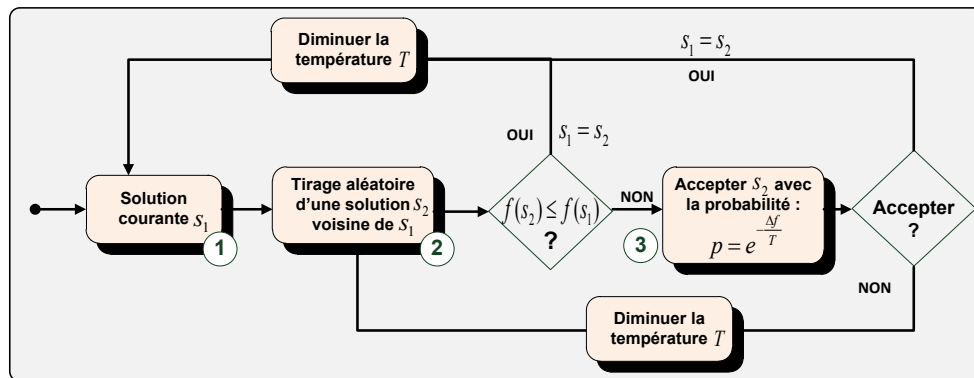 Diminuer la
température T
s₁ = s₂
OUI
OUI
s₁ = s₂
Solution
courante s₁
1
Tirage aléatoire
d'une solution s₂
voisine de s₁
2
f(s₂) ≤ f(s₁)
?
NON
3
Accepter s₂ avec
la probabilité :
p = e^{-Δf/T}
Accepter
?
NON
Diminuer la
température T